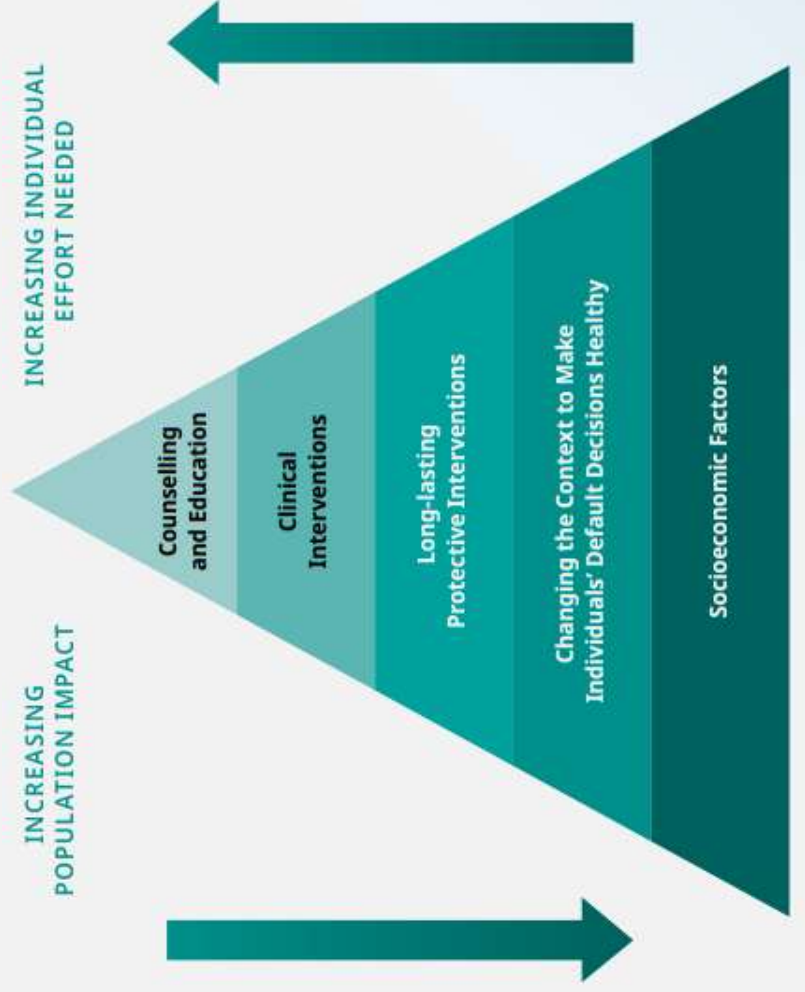 INCREASING
POPULATION IMPACT
INCREASING INDIVIDUAL
EFFORT NEEDED
Counselling
and Education
Clinical
Interventions
Long-lasting
Protective Interventions
Changing the Context to Make
Individuals’ Default Decisions Healthy
Socioeconomic Factors